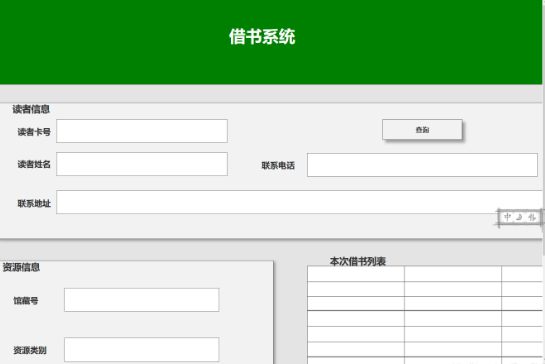 借书系统
读者信息
读者卡号
查询
读者姓名
联系电话
联系地址
资源信息
本次借书列表
馆藏号
资源类别